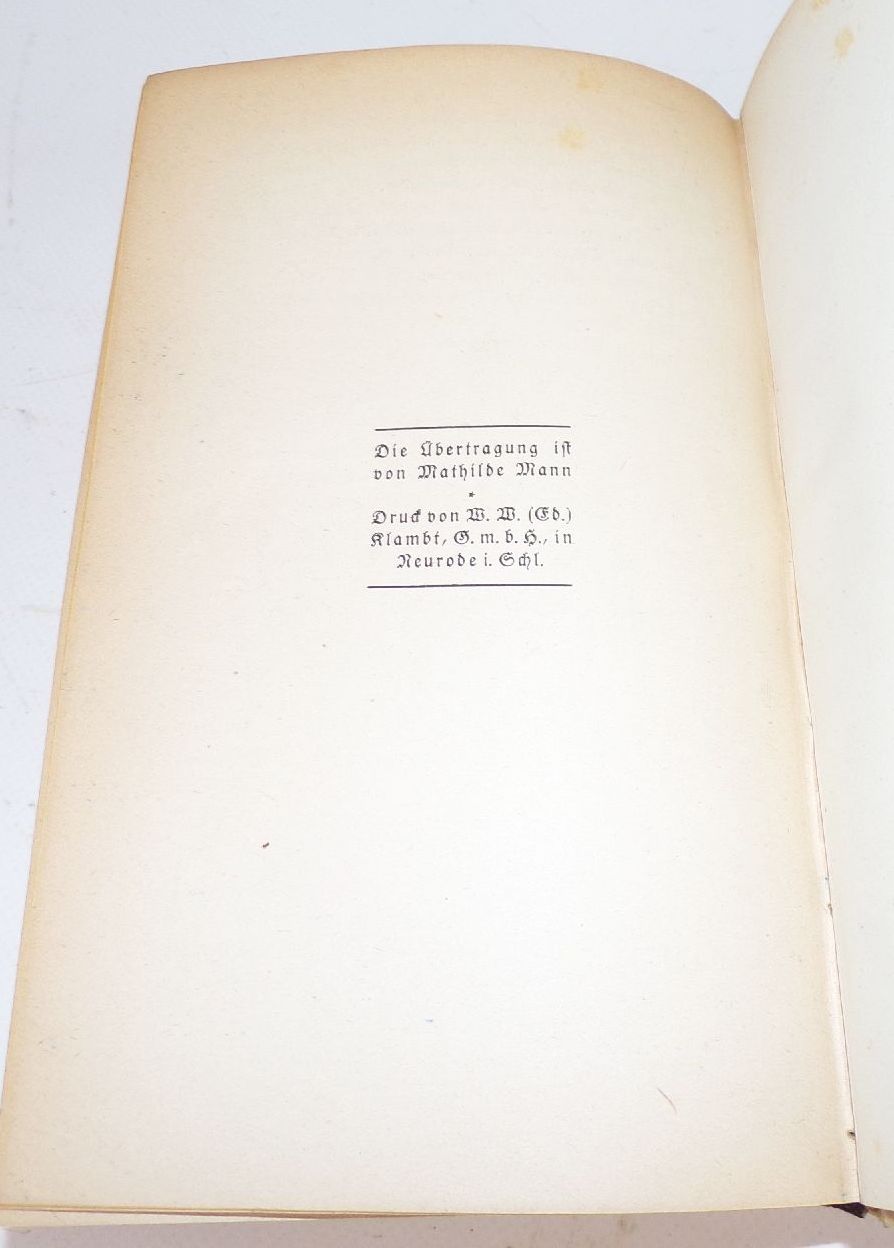 Die Übertragung ist
von Mathilde Mann
*
Druck von W. W. (Ed.)
Klambt, G. m. b. H., in
Neurode i. Schl.